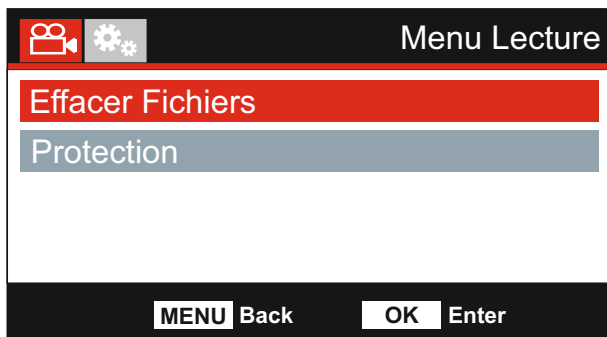 Menu Lecture
Effacer Fichiers
Protection
MENU Back OK Enter